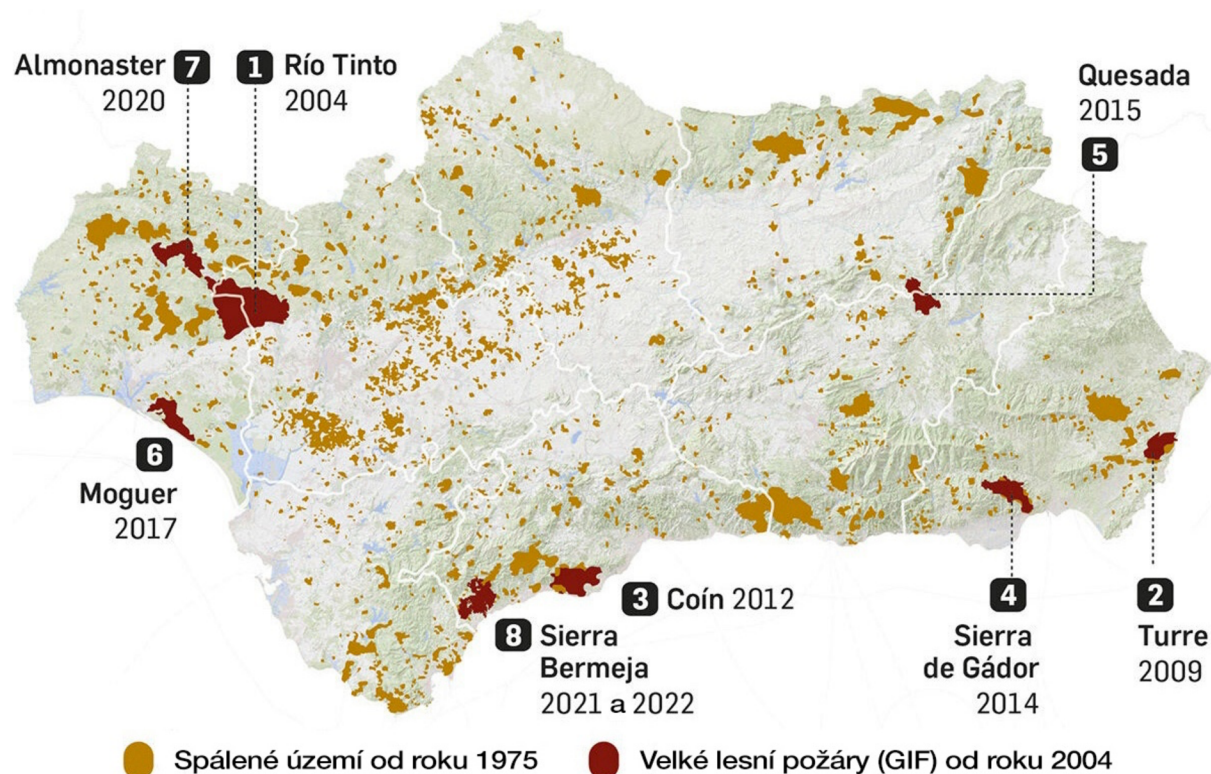 Almonaster 7
2020
1 Río Tinto
2004
Quesada
2015
5
6
Moguer
2017
3 Coín 2012
8 Sierra
Bermeja
2021 a 2022
4
Sierra
de Gádor
2014
2
Turre
2009
Spálené území od roku 1975
Velké lesní požáry (GIF) od roku 2004